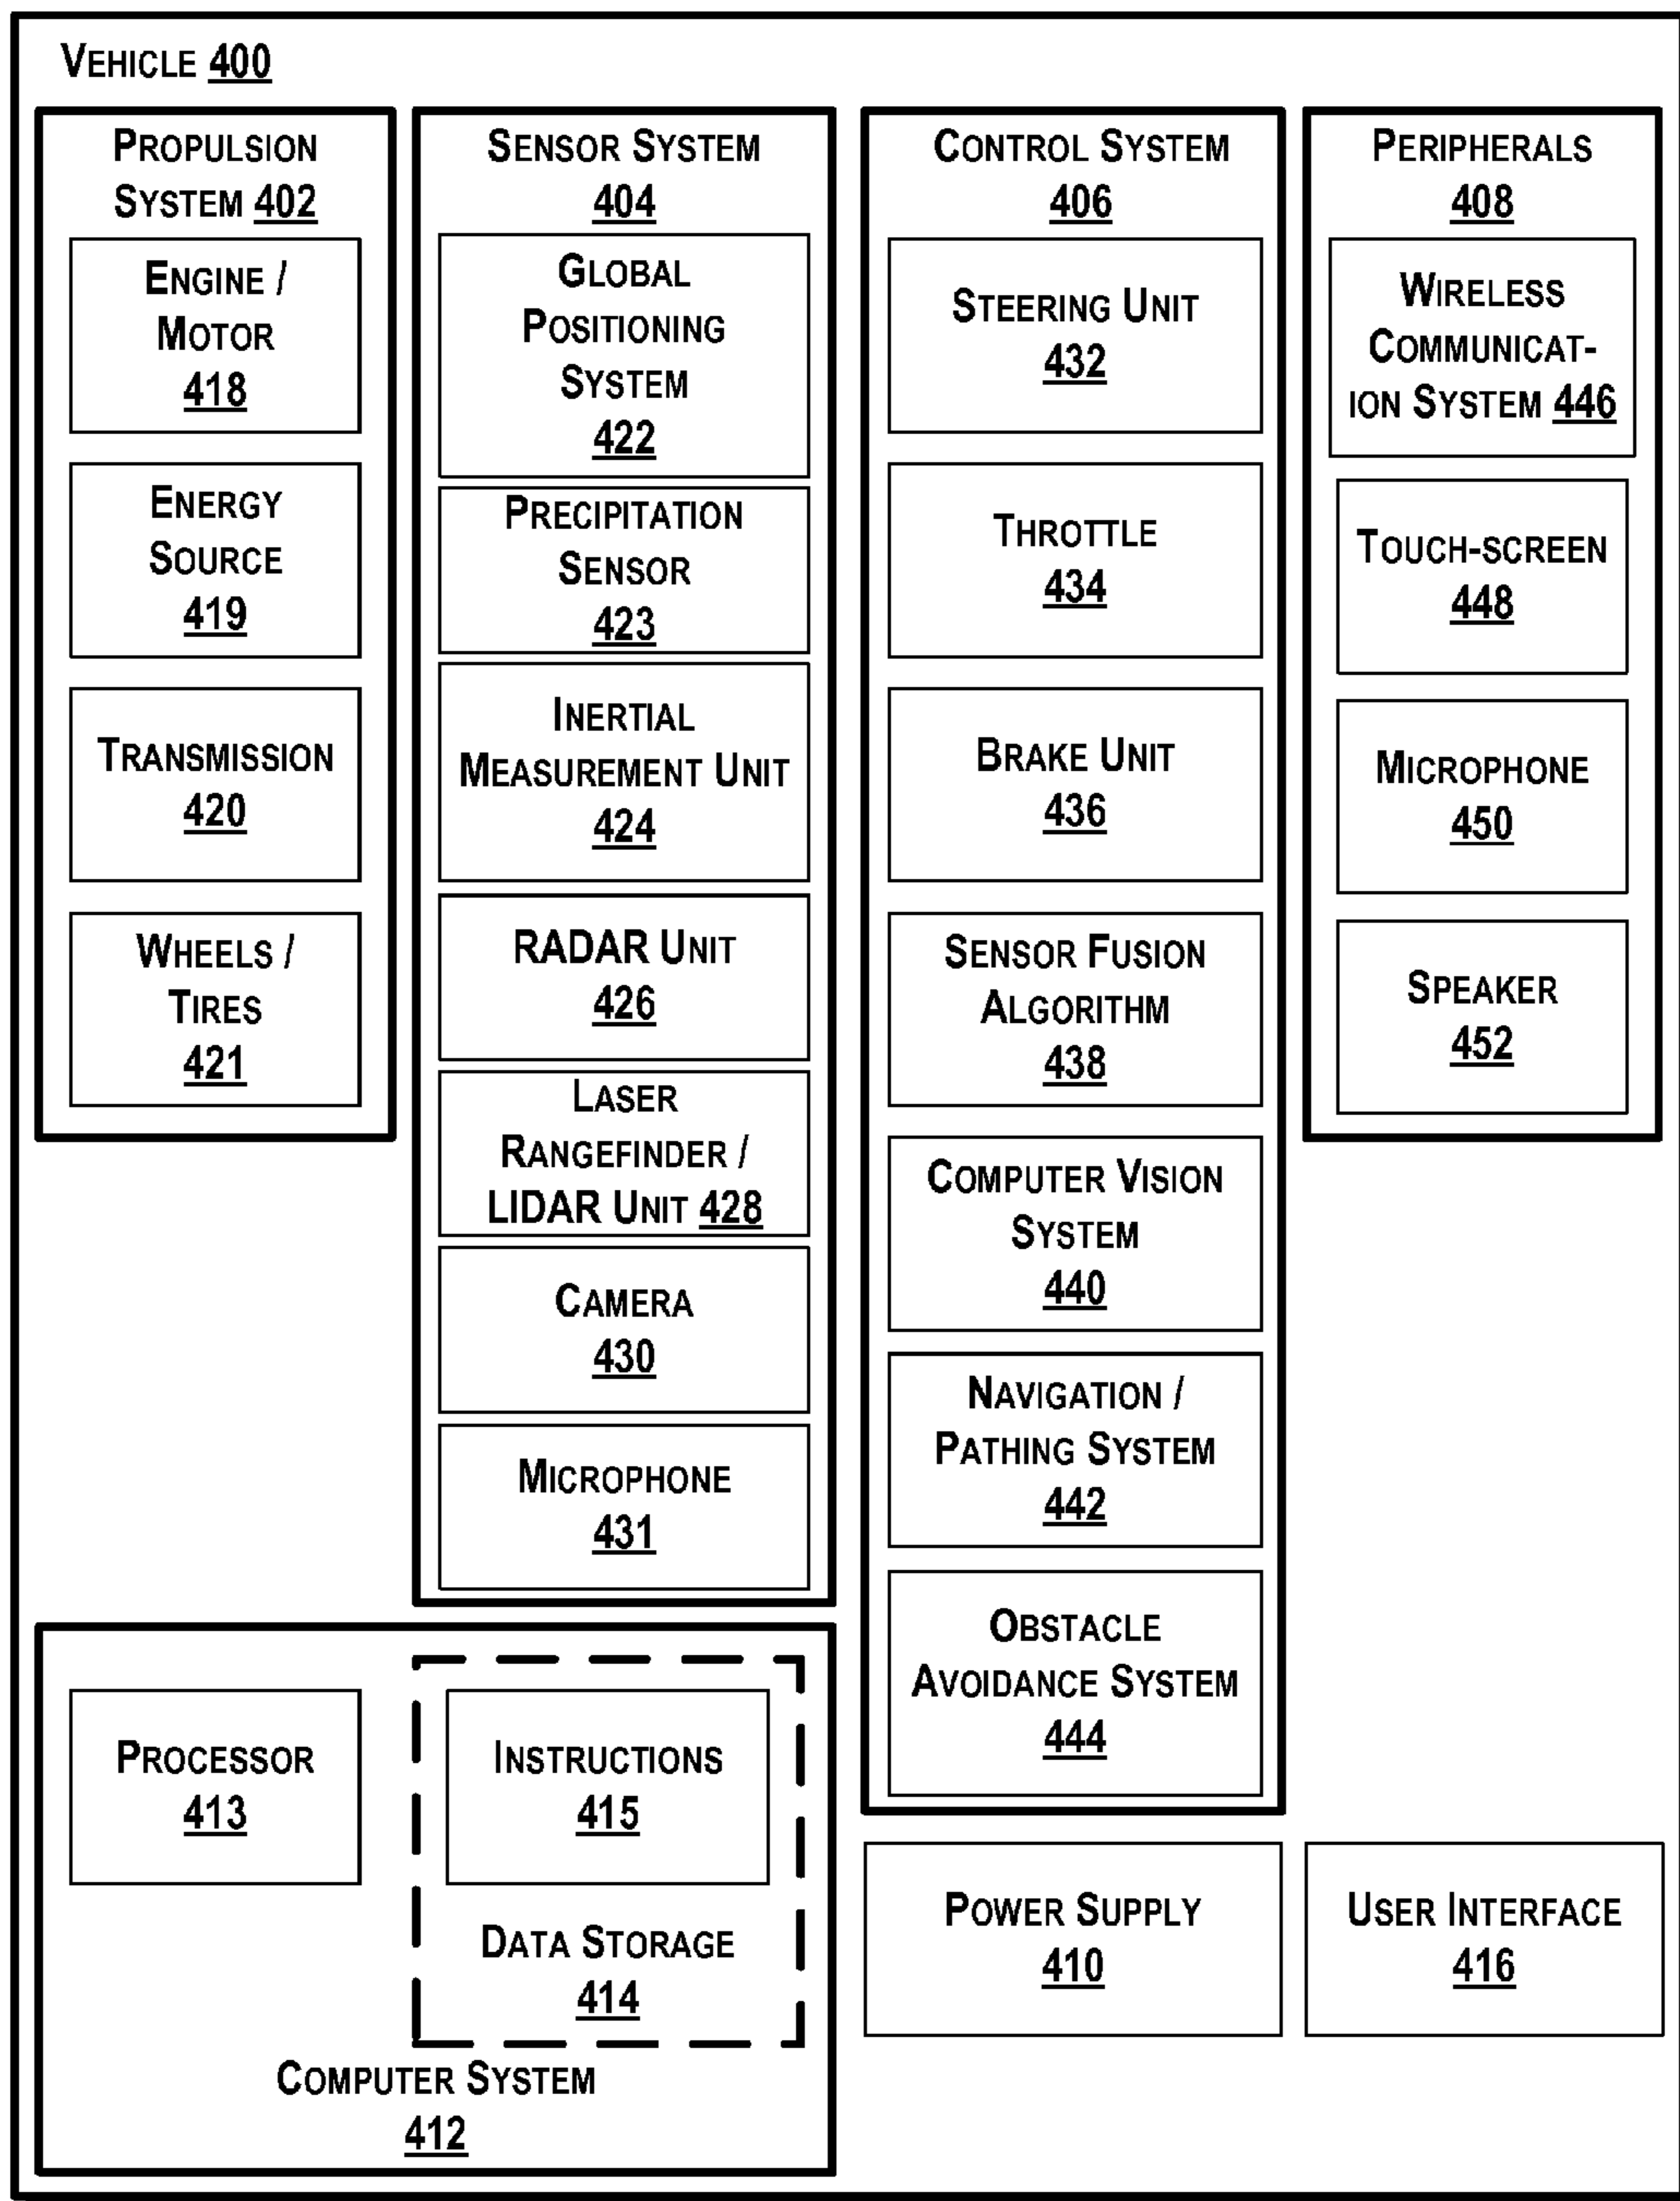 VEHICLE 400
PROPULSION
SYSTEM 402
ENGINE /
MOTOR
418
ENERGY
SOURCE
419
TRANSMISSION
420
WHEELS /
TIRES
421
SENSOR SYSTEM
404
GLOBAL
POSITIONING
SYSTEM
422
PRECIPITATION
SENSOR
423
INERTIAL
MEASUREMENT UNIT
424
RADAR UNIT
426
LASER
RANGEFINDER /
LIDAR UNIT 428
CAMERA
430
MICROPHONE
431
CONTROL SYSTEM
406
STEERING UNIT
432
THROTTLE
434
BRAKE UNIT
436
SENSOR FUSION
ALGORITHM
438
COMPUTER VISION
SYSTEM
440
NAVIGATION /
PATHING SYSTEM
442
OBSTACLE
AVOIDANCE SYSTEM
444
PERIPHERALS
408
WIRELESS
COMMUNICAT-
ION SYSTEM 446
TOUCH-SCREEN
448
MICROPHONE
450
SPEAKER
452
PROCESSOR
413
INSTRUCTIONS
415
DATA STORAGE
414
COMPUTER SYSTEM
412
POWER SUPPLY
410
USER INTERFACE
416